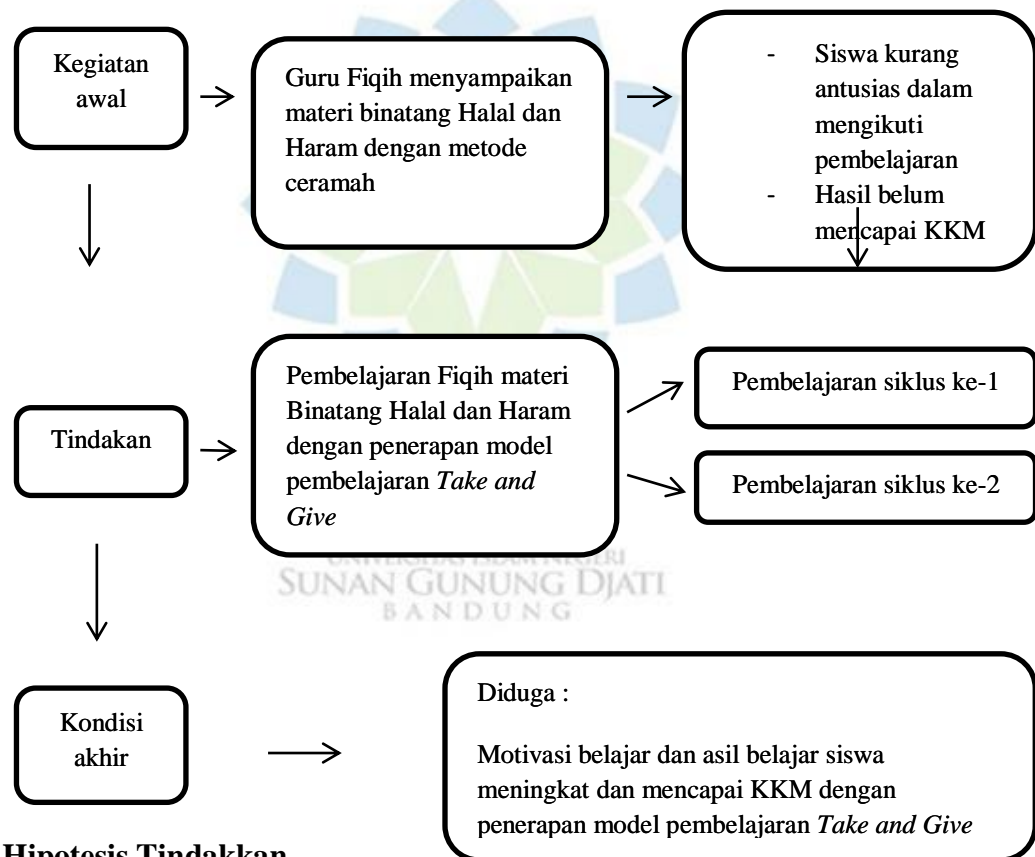 Kegiatan
awal
Guru Fiqih menyampaikan
materi binatang Halal dan
Haram dengan metode
ceramah
- Siswa kurang
antusias dalam
mengikuti
pembelajaran
- Hasil belum
mencapai KKM
Tindakan
Pembelajaran Fiqih materi
Binatang Halal dan Haram
dengan penerapan model
pembelajaran Take and
Give
Pembelajaran siklus ke-1
Pembelajaran siklus ke-2
UNIVERSITAS ISLAM NEGERI
SUNAN GUNUNG DJATI
BANDUNG
Kondisi
akhir
Diduga :
Motivasi belajar dan asil belajar siswa
meningkat dan mencapai KKM dengan
penerapan model pembelajaran Take and Give
Hipotesis Tindakkan